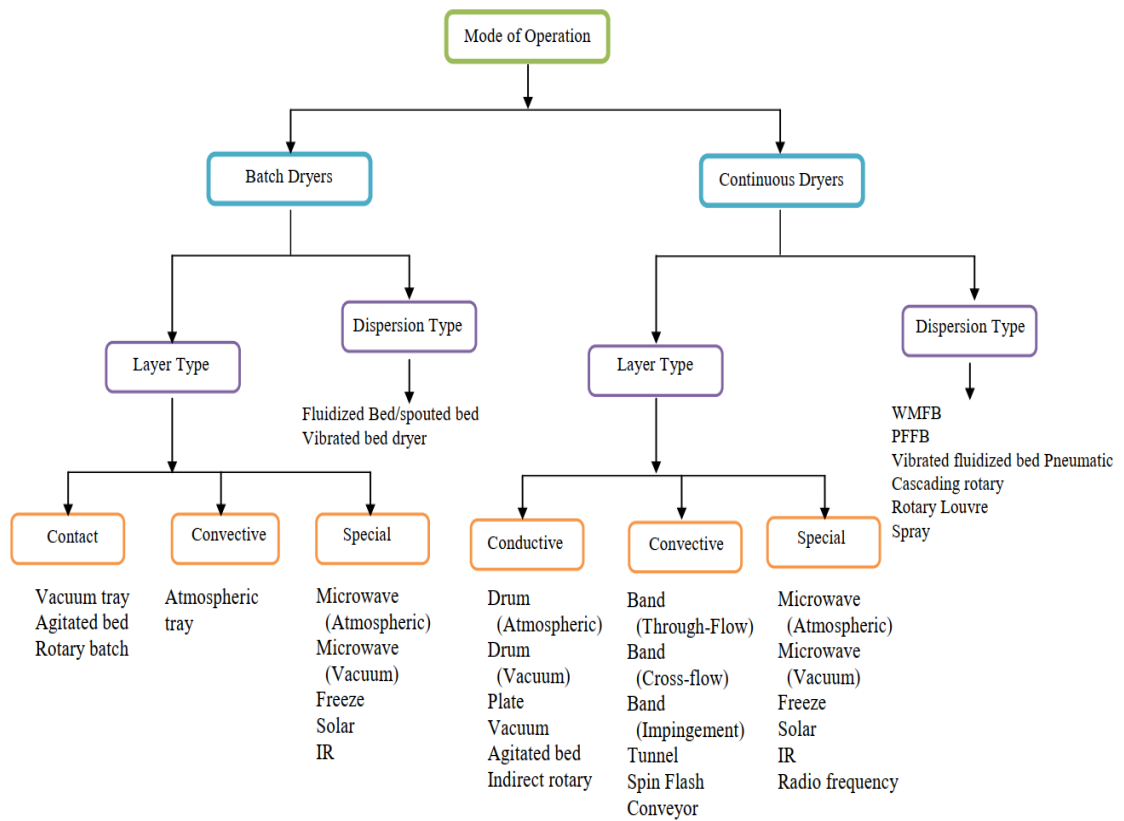 Mode of Operation
Batch Dryers
Continuous Dryers
Layer Type
Dispersion Type
Fluidized Bed/spouted bed
Vibrated bed dryer
Layer Type
Dispersion Type
WMFB
PFFB
Vibrated fluidized bed Pneumatic
Cascading rotary
Rotary Louvre
Spray
Contact
Vacuum tray
Agitated bed
Rotary batch
Convective
Atmospheric
tray
Special
Microwave
(Atmospheric)
Microwave
(Vacuum)
Freeze
Solar
IR
Conductive
Drum
(Atmospheric)
Drum
(Vacuum)
Plate
Vacuum
Agitated bed
Indirect rotary
Convective
Band
(Through-Flow)
Band
(Cross-flow)
Band
(Impingement)
Tunnel
Spin Flash
Conveyor
Special
Microwave
(Atmospheric)
Microwave
(Vacuum)
Freeze
Solar
IR
Radio frequency